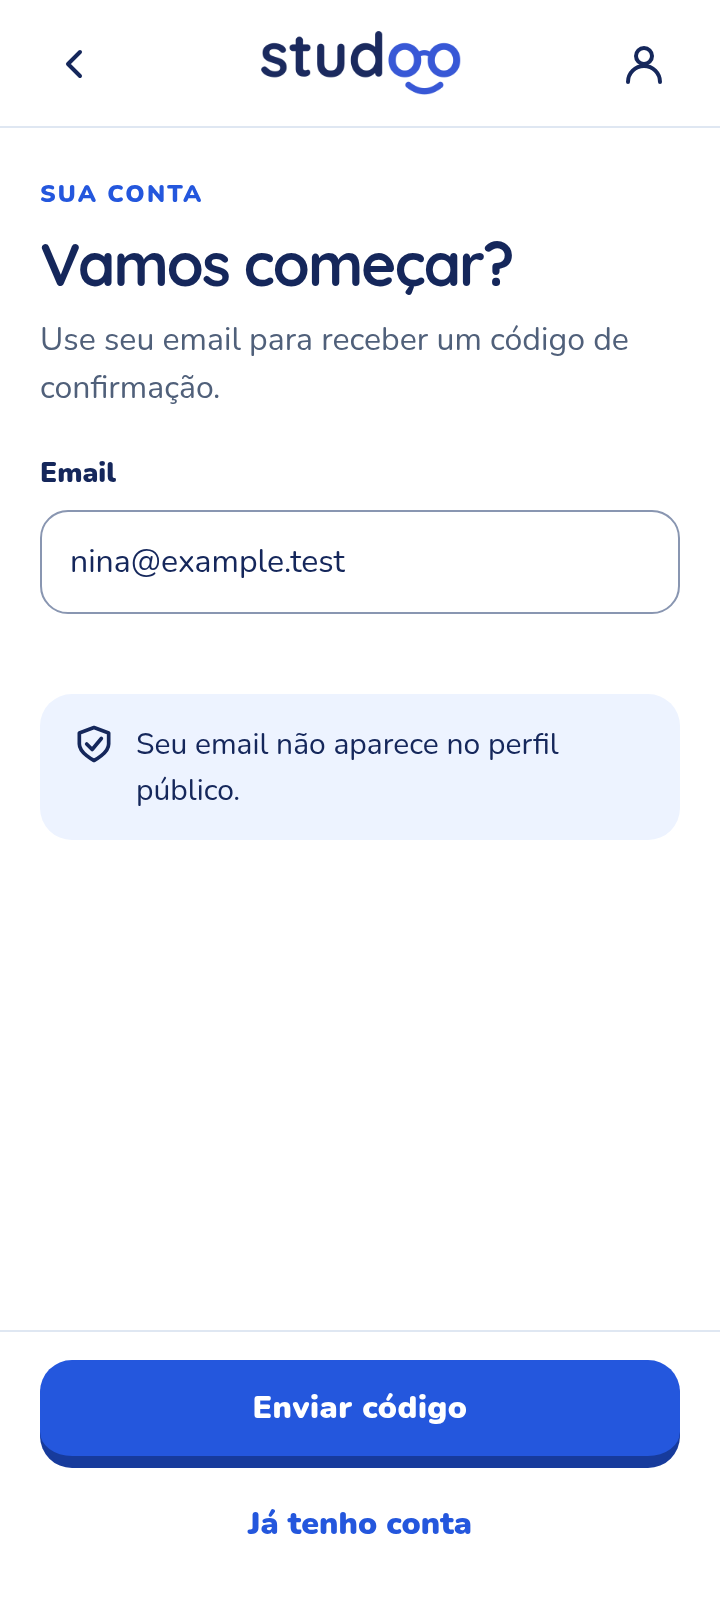 studoo
SUA CONTA
Vamos começar?
Use seu email para receber um código de
confirmação.
Email
nina@example.test
Seu email não aparece no perfil
público.
Enviar código
Já tenho conta